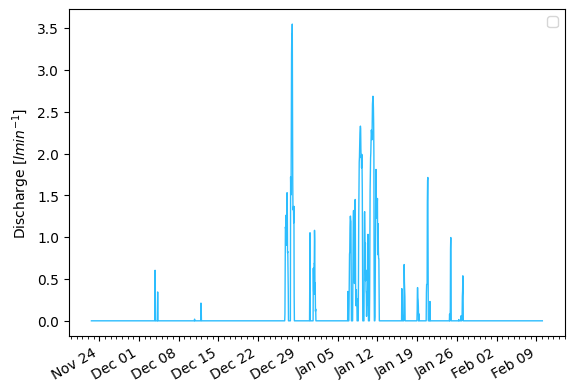 3.5
3.0
2.5
2.0
1.5
1.0
0.5
0.0
Discharge [lmin⁻¹]
Nov 24
Dec 01
Dec 08
Dec 15
Dec 22
Dec 29
Jan 05
Jan 12
Jan 19
Jan 26
Feb 02
Feb 09